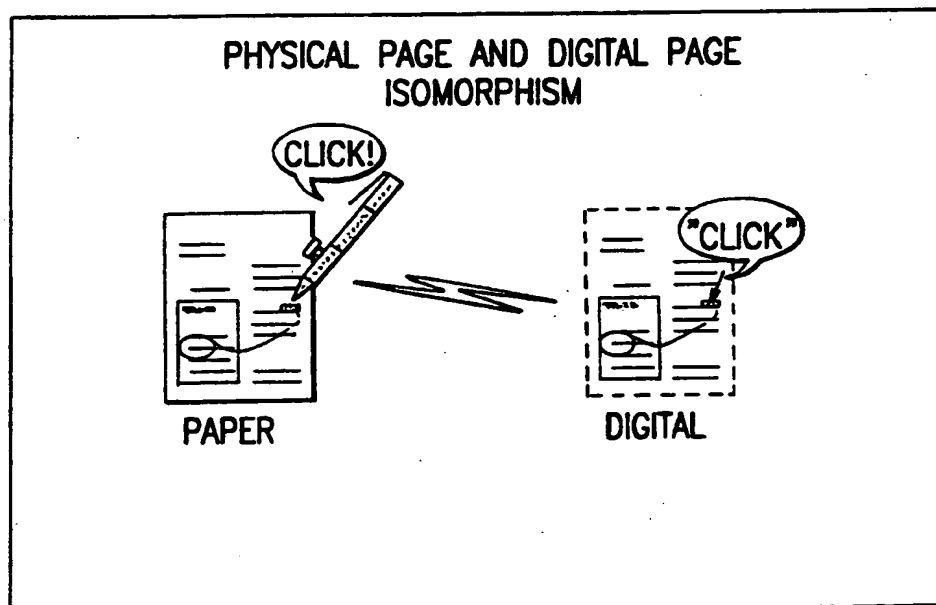 PHYSICAL PAGE AND DIGITAL PAGE
ISOMORPHISM
CLICK!
"CLICK"
PAPER
DIGITAL